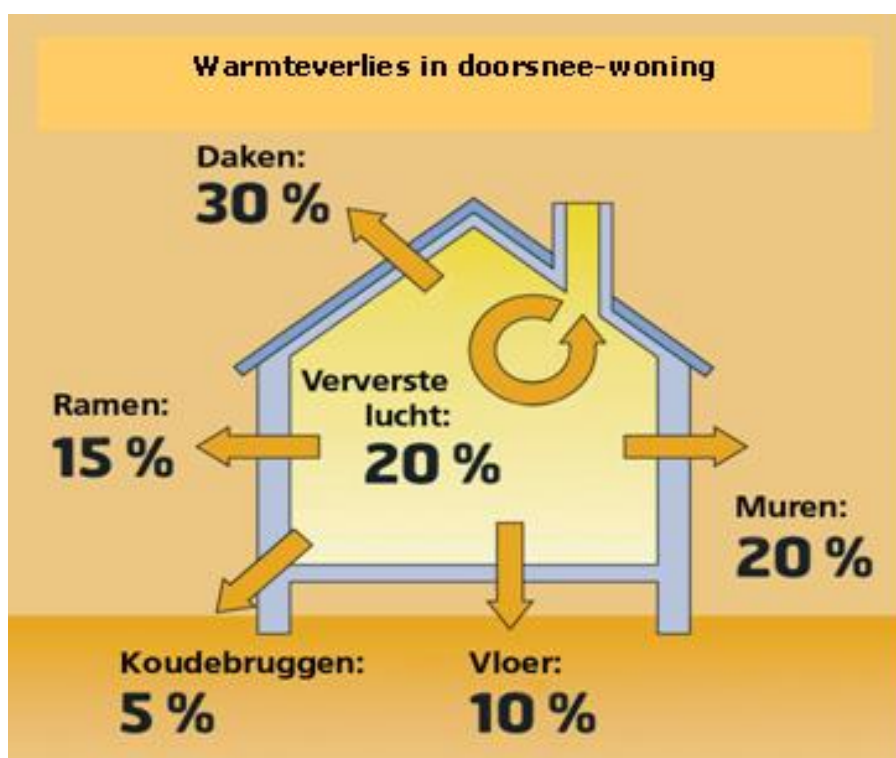 Warmteverlies in doorsnee-woning
Daken:
30 %
Ververste
lucht:
20 %
Ramen:
15 %
Muren:
20 %
Koudebruggen:
5 %
Vloer:
10 %